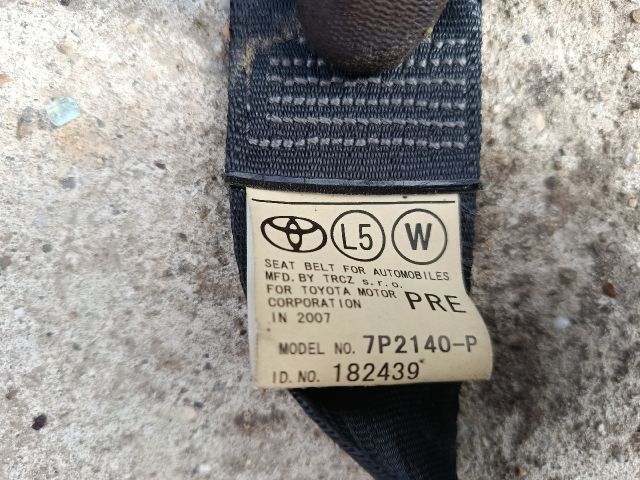 L5 W
SEAT BELT FOR AUTOMOBILES
MFD. BY TRCZ s.r.o.
FOR TOYOTA MOTOR
CORPORATION PRE
IN 2007
MODEL NO. 7P2140-P
ID. NO. 182439